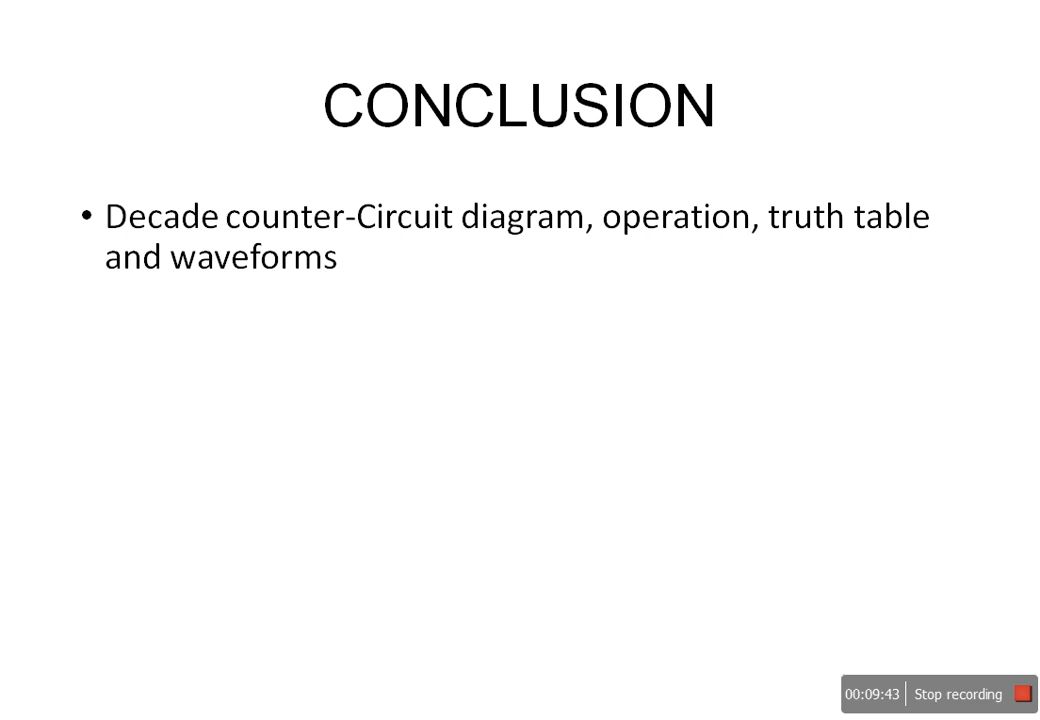 CONCLUSION
• Decade counter-Circuit diagram, operation, truth table
and waveforms
00:09:43 Stop recording